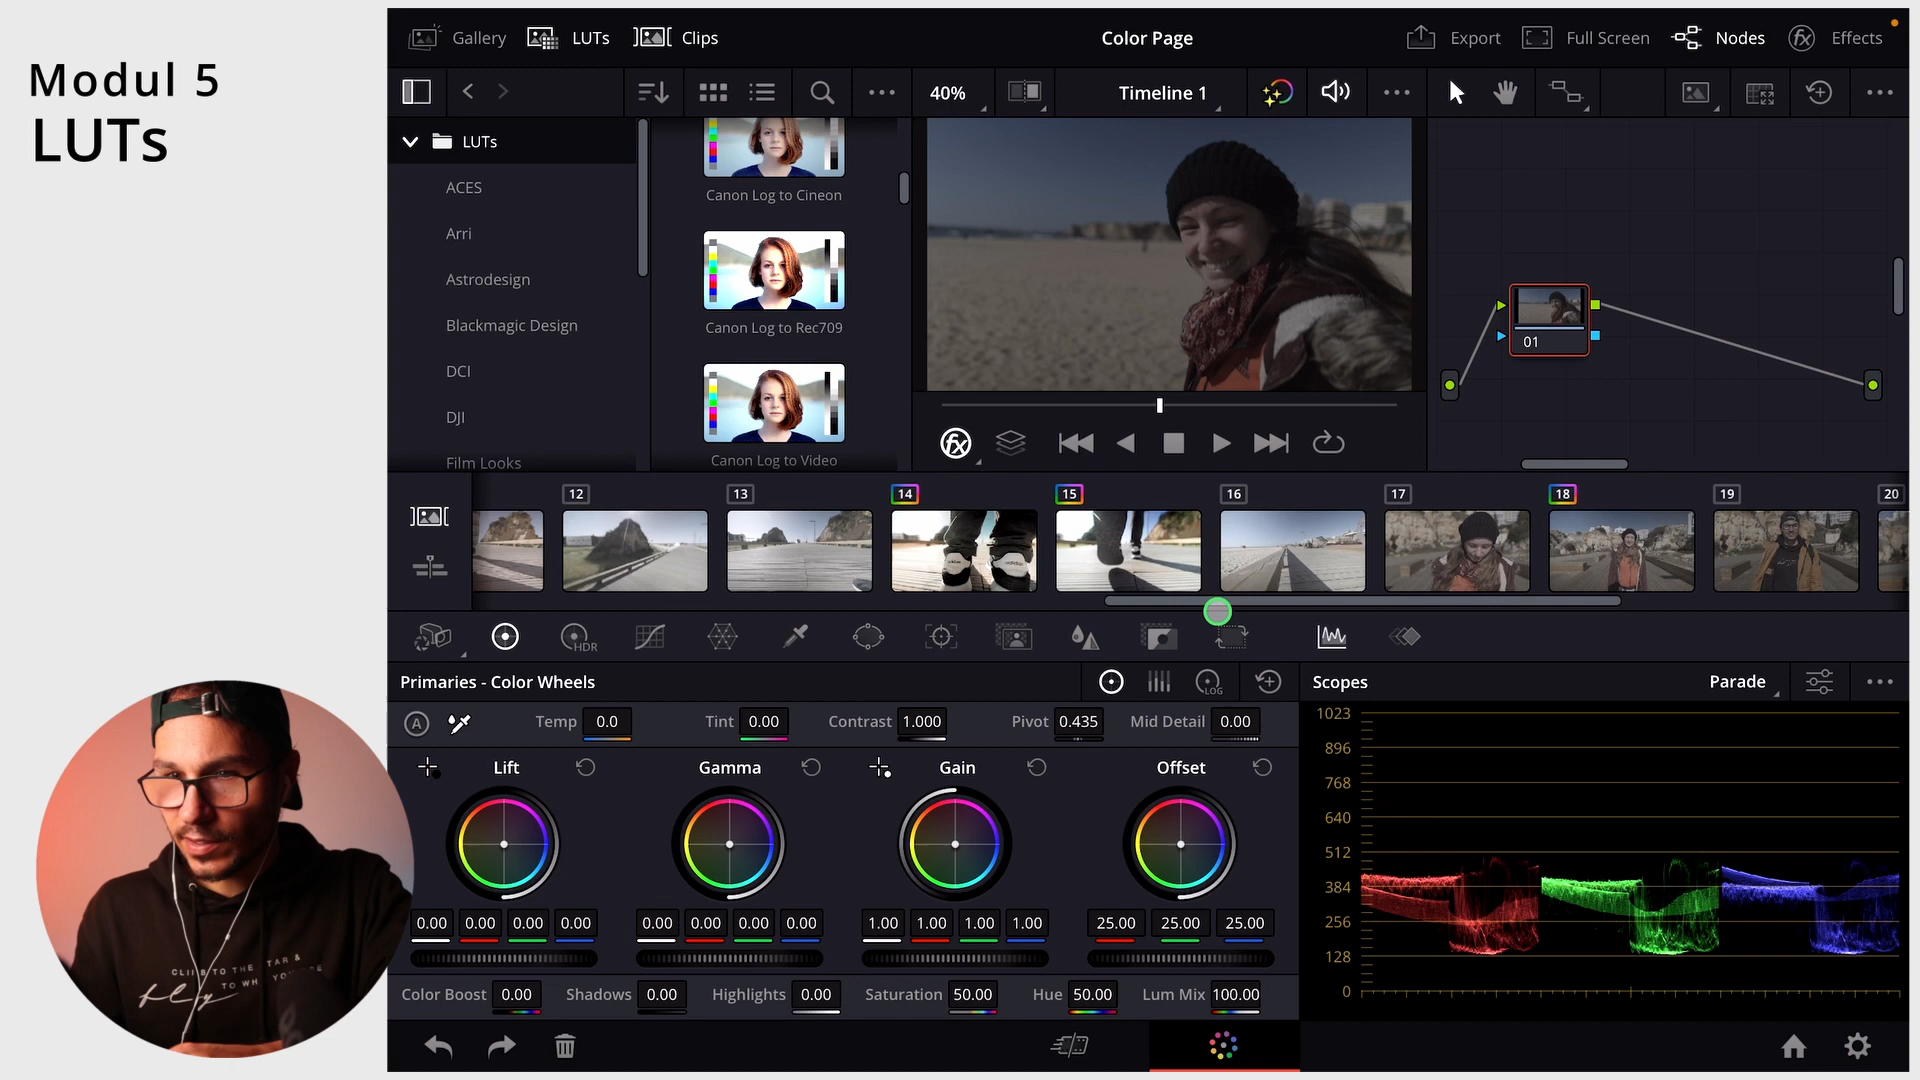 Modul 5
LUTs
Gallery LUTs Clips Color Page Export Full Screen Nodes Effects
40% Timeline 1
LUTs
ACES
Arri
Astrodesign
Blackmagic Design
DCI
DJI
Film Looks
Canon Log to Cineon
Canon Log to Rec709
Canon Log to Video
01
12 13 14 15 16 17 18 19 20
HDR
Primaries - Color Wheels
LOG
Scopes Parade
A Temp 0.0 Tint 0.00 Contrast 1.000 Pivot 0.435 Mid Detail 0.00
Lift Gamma Gain Offset
0.00 0.00 0.00 0.00 0.00 0.00 0.00 0.00 1.00 1.00 1.00 1.00 25.00 25.00 25.00
Color Boost 0.00 Shadows 0.00 Highlights 0.00 Saturation 50.00 Hue 50.00 Lum Mix 100.00
1023
896
768
640
512
384
256
128
0